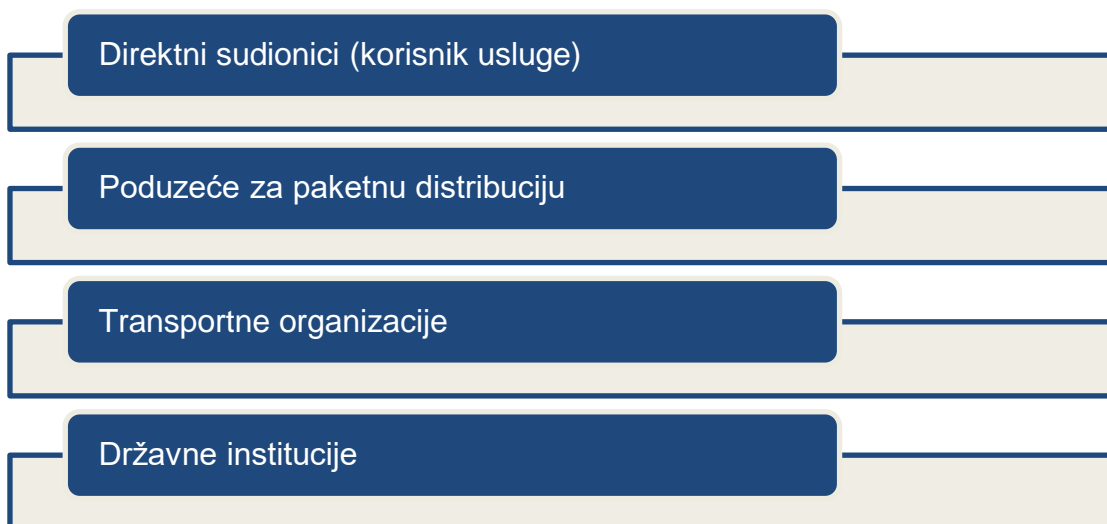 Direktni sudionici (korisnik usluge)
Poduzeće za paketnu distribuciju
Transportne organizacije
Državne institucije